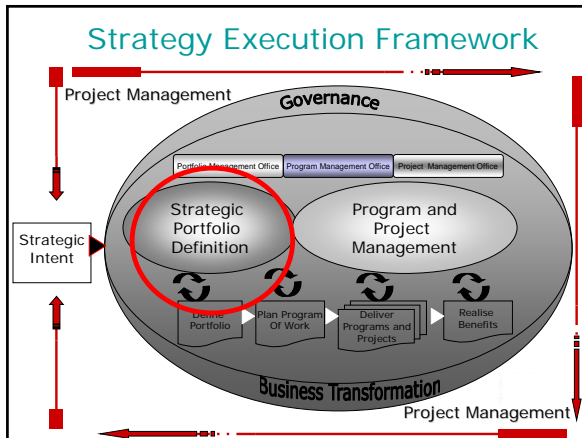 Strategy Execution Framework
Project Management
Governance
Portfolio Management Office
Program Management Office
Project Management Office
Strategic
Portfolio
Definition
Program and
Project
Management
Strategic
Intent
Define
Portfolio
Plan Program
Of Work
Deliver
Programs and
Projects
Realise
Benefits
Business Transformation
Project Management